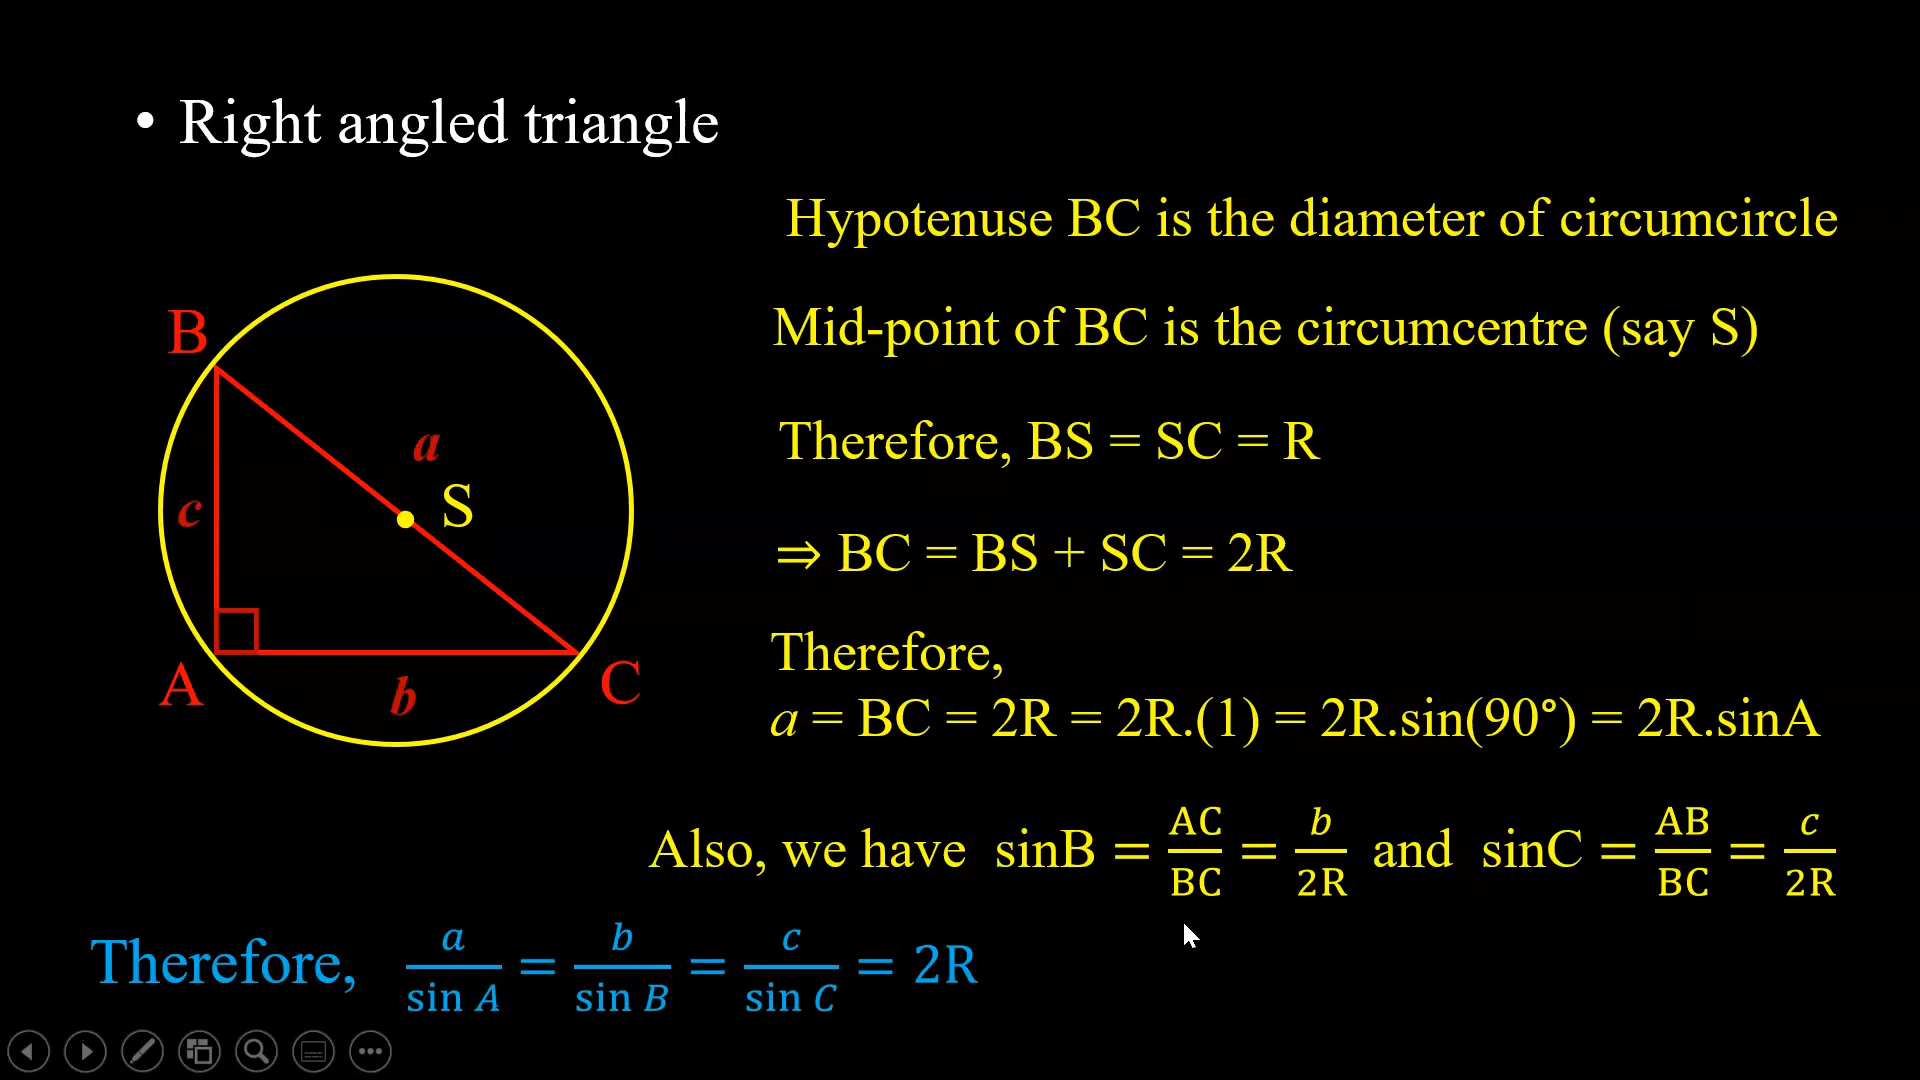 • Right angled triangle
Hypotenuse BC is the diameter of circumcircle
Mid-point of BC is the circumcentre (say S)
Therefore, BS = SC = R
⇒ BC = BS + SC = 2R
Therefore,
a = BC = 2R = 2R.(1) = 2R.sin(90°) = 2R.sinA
Also, we have sinB = AC/BC = b/2R and sinC = AB/BC = c/2R
Therefore, a/sin A = b/sin B = c/sin C = 2R
B
a
S
c
A
b
C